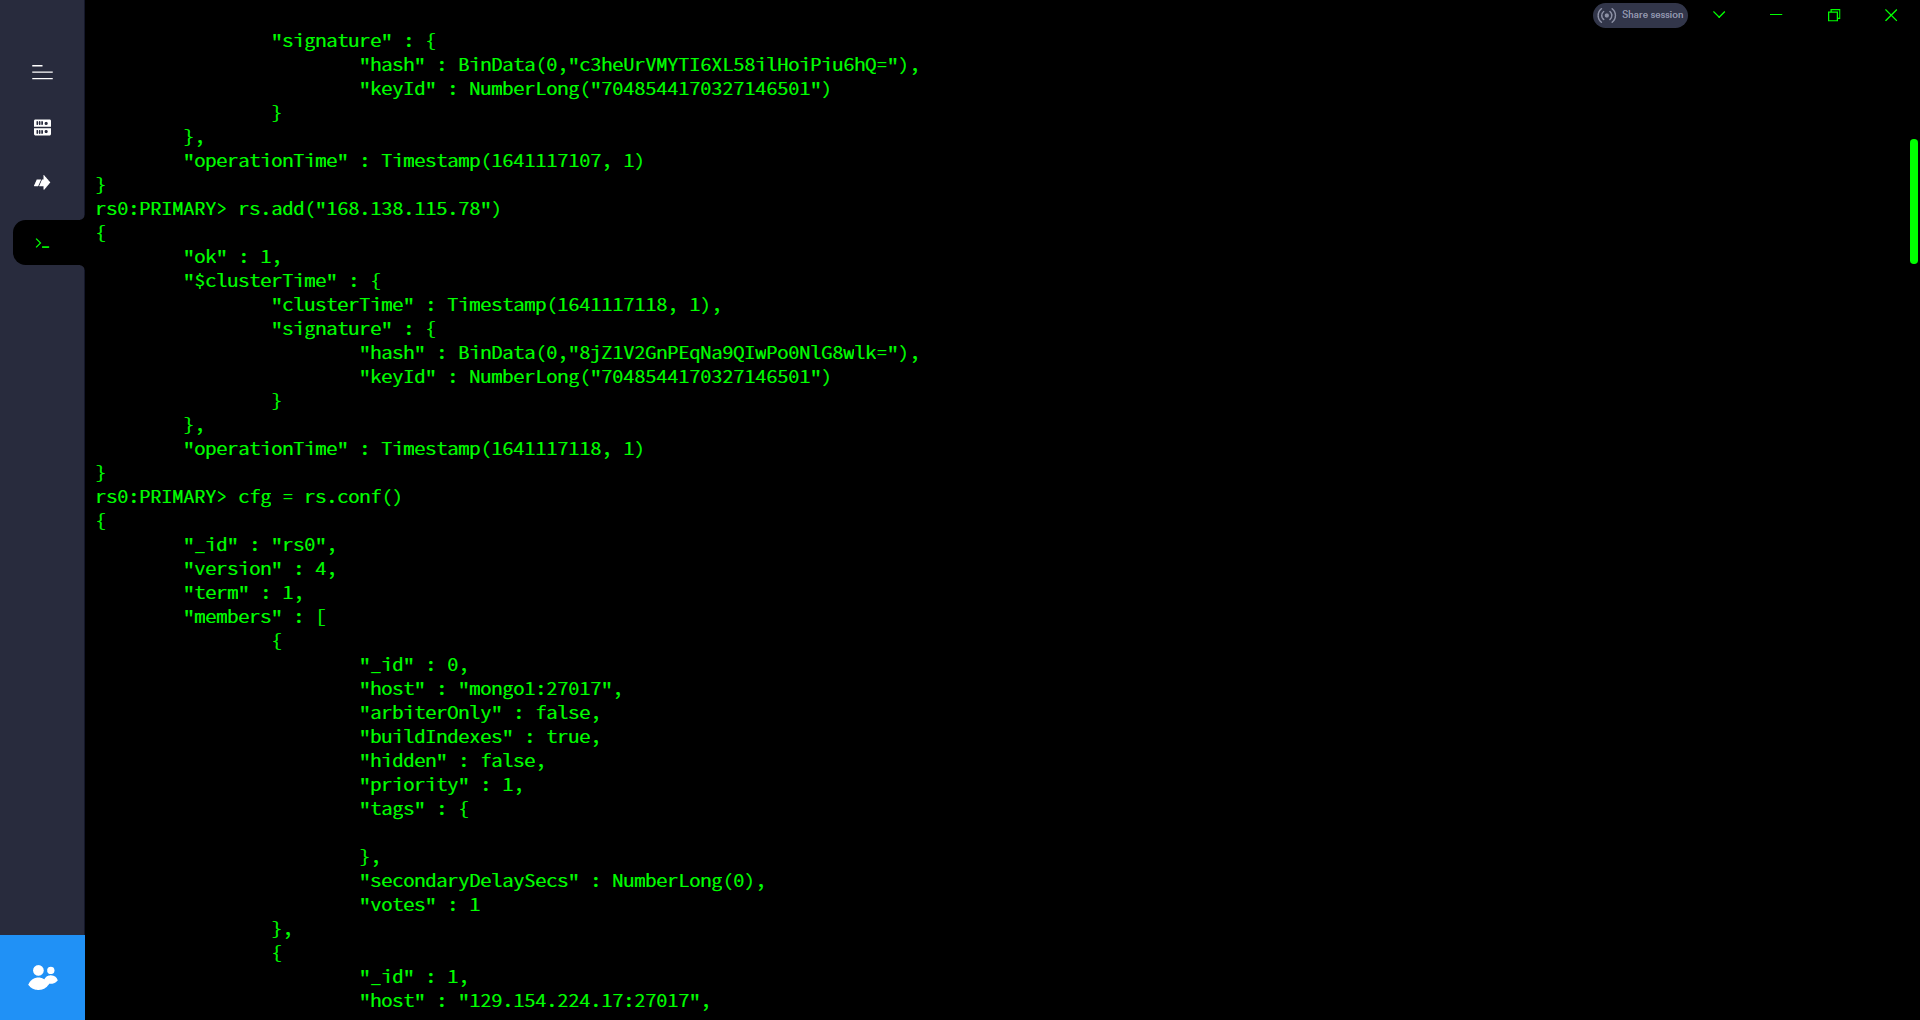 Share session
"signature" : {
"hash" : BinData(0,"c3heUrVMYTI6XL58ilHoiPiu6hQ="),
"keyId" : NumberLong("7048544170327146501")
}
},
"operationTime" : Timestamp(1641117107, 1)
}
rs0:PRIMARY> rs.add("168.138.115.78")
{
"ok" : 1,
"$clusterTime" : {
"clusterTime" : Timestamp(1641117118, 1),
"signature" : {
"hash" : BinData(0,"8jZ1V2GnPEqNa9QIwPo0NlG8wlk="),
"keyId" : NumberLong("7048544170327146501")
}
},
"operationTime" : Timestamp(1641117118, 1)
}
rs0:PRIMARY> cfg = rs.conf()
{
"_id" : "rs0",
"version" : 4,
"term" : 1,
"members" : [
{
"_id" : 0,
"host" : "mongo1:27017",
"arbiterOnly" : false,
"buildIndexes" : true,
"hidden" : false,
"priority" : 1,
"tags" : {
},
"secondaryDelaySecs" : NumberLong(0),
"votes" : 1
},
{
"_id" : 1,
"host" : "129.154.224.17:27017",